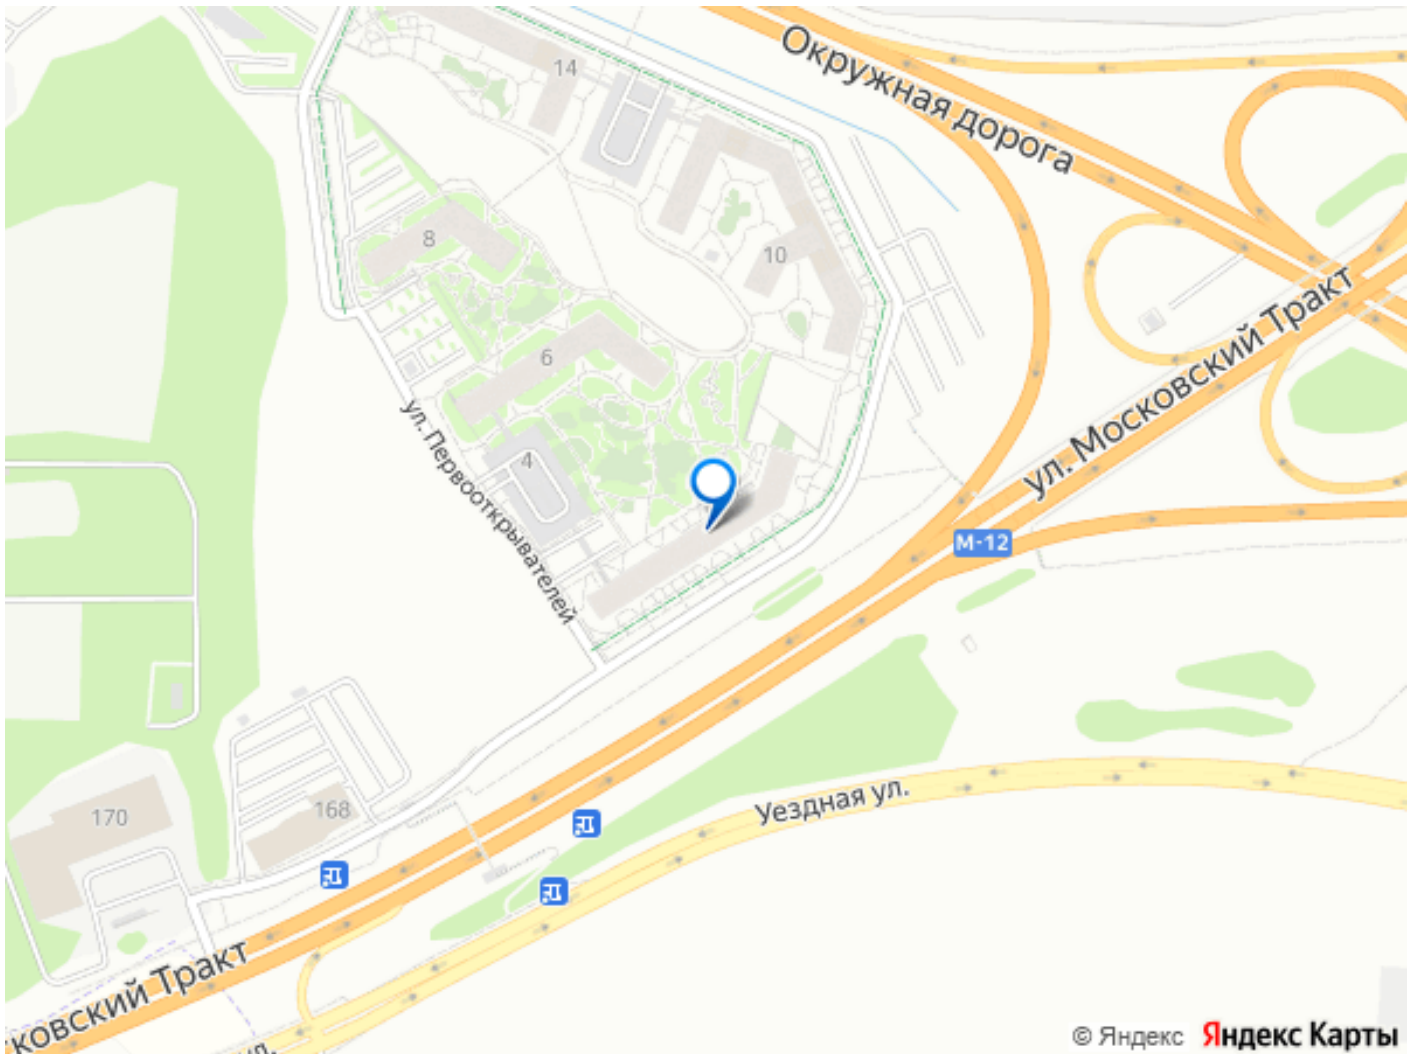 Окружная дорога
14
8
10
6
ул. Московский Тракт
ул. Первооткрывателей
4
М-12
Уездная ул.
170
168
ковский Тракт
ул.
© Яндекс Яндекс Карты